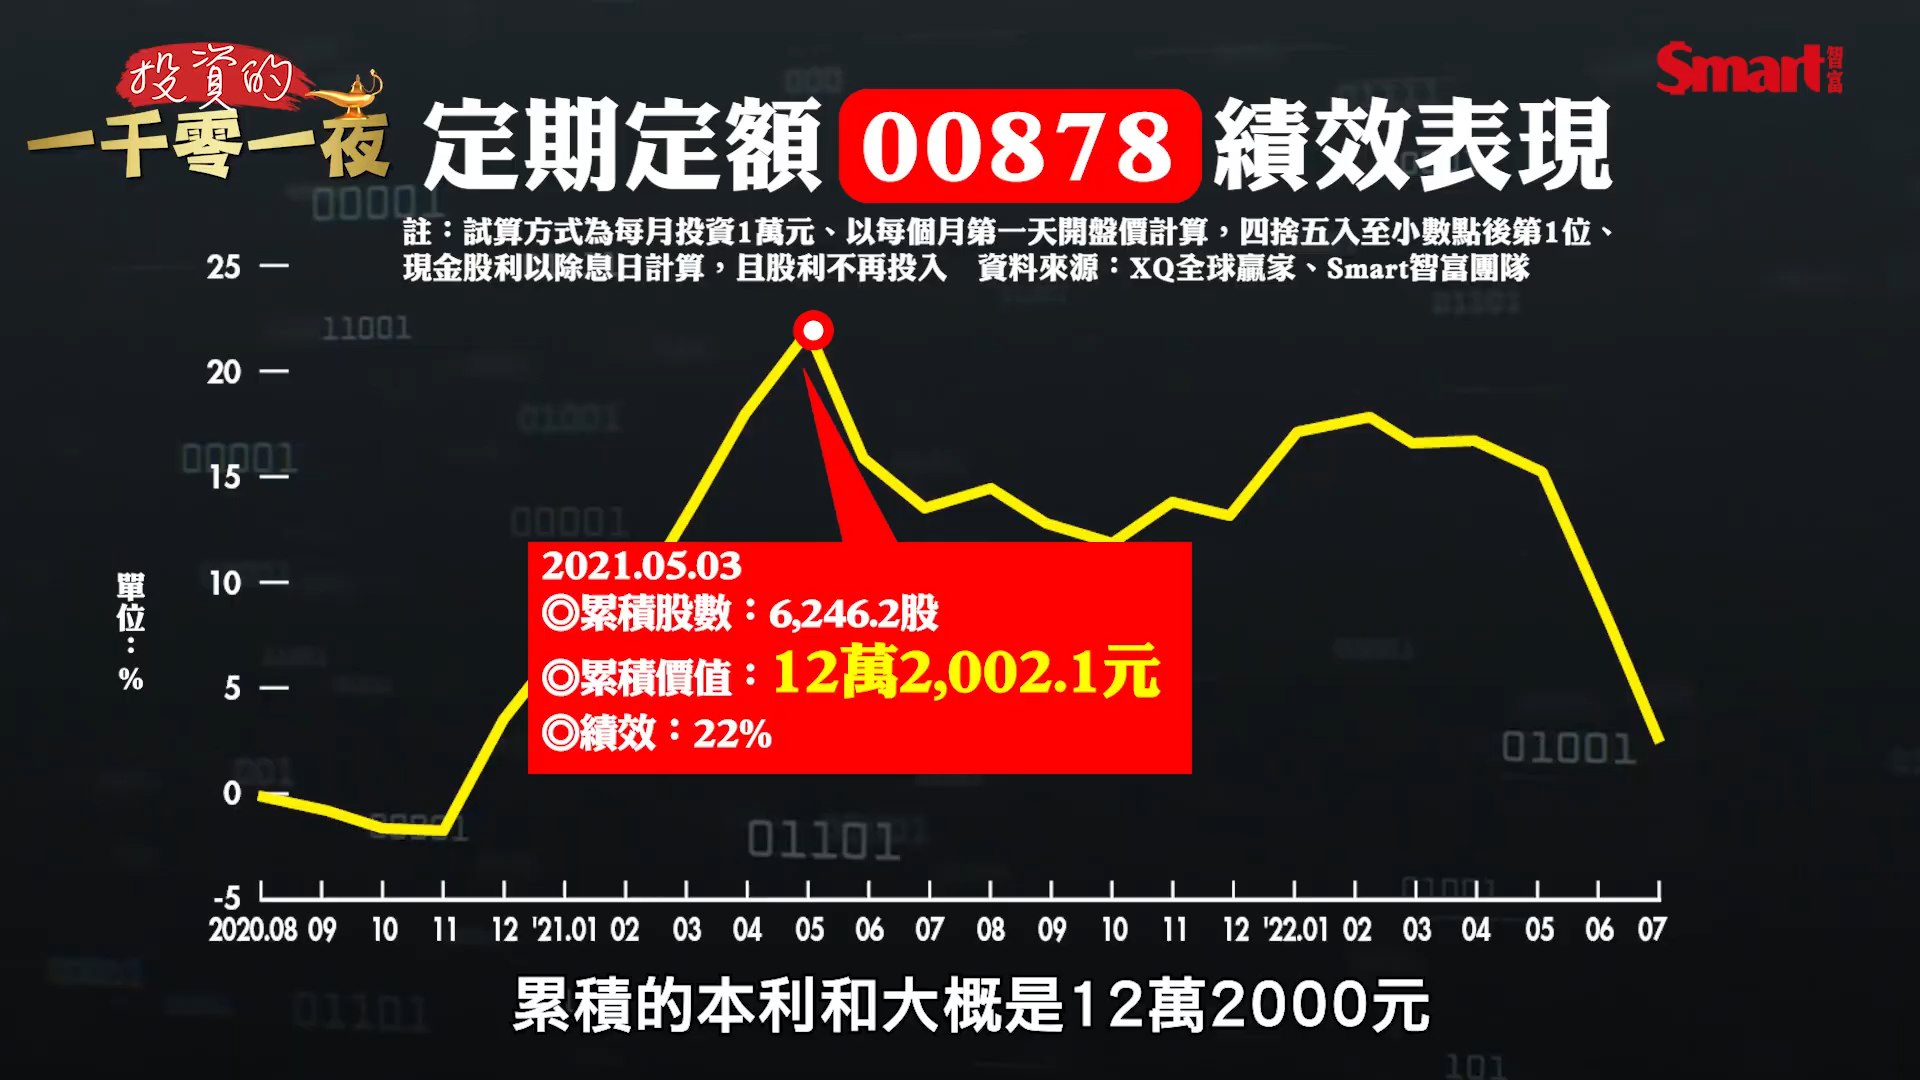 投資的
一千零一夜
Smart智富
定期定額 00878 績效表現
註：試算方式為每月投資1萬元、以每個月第一天開盤價計算，四捨五入至小數點後第1位、
現金股利以除息日計算，且股利不再投入　資料來源：XQ全球贏家、Smart智富團隊
25
20
15
10
5
0
-5
單位：%
2021.05.03
◎累積股數：6,246.2股
◎累積價值：12萬2,002.1元
◎績效：22%
2020.08 09 10 11 12 '21.01 02 03 04 05 06 07 08 09 10 11 12 '22.01 02 03 04 05 06 07
00001
11001
01001
00001
00001
01001
01101
累積的本利和大概是12萬2000元